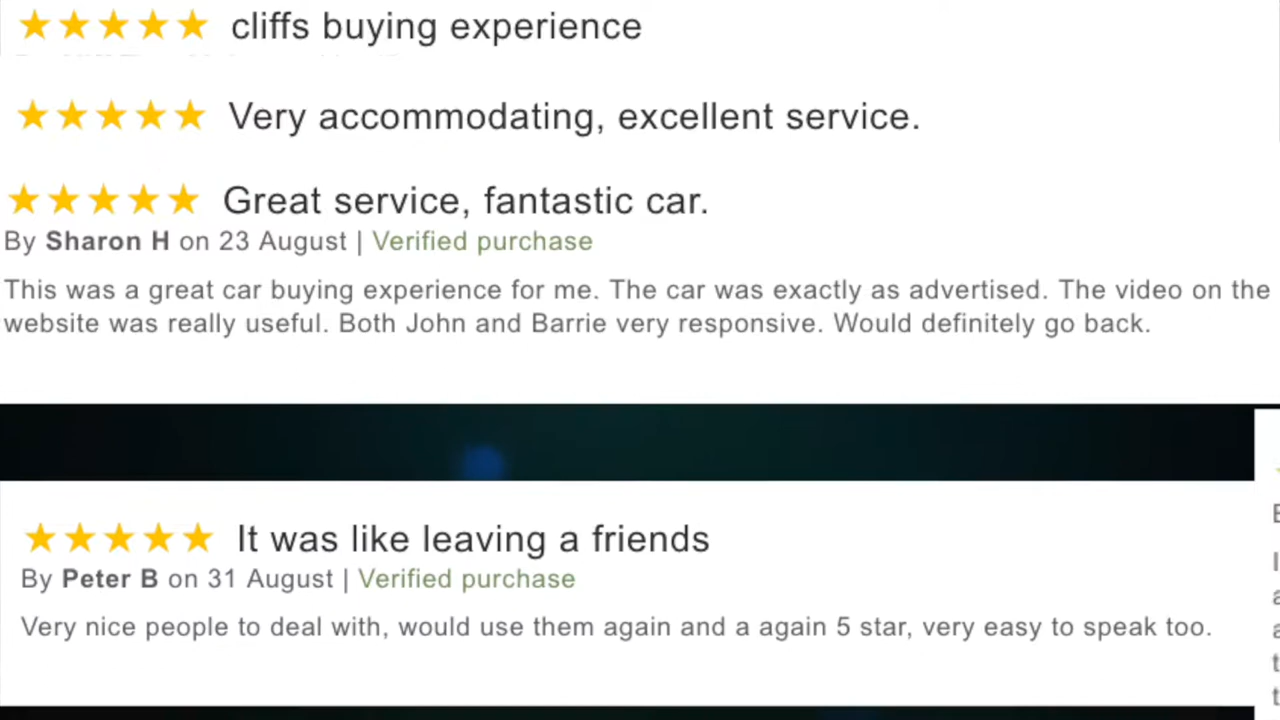 cliffs buying experience
Very accommodating, excellent service.
Great service, fantastic car.
By Sharon H on 23 August | Verified purchase
This was a great car buying experience for me. The car was exactly as advertised. The video on the
website was really useful. Both John and Barrie very responsive. Would definitely go back.
It was like leaving a friends
By Peter B on 31 August | Verified purchase
Very nice people to deal with, would use them again and a again 5 star, very easy to speak too.